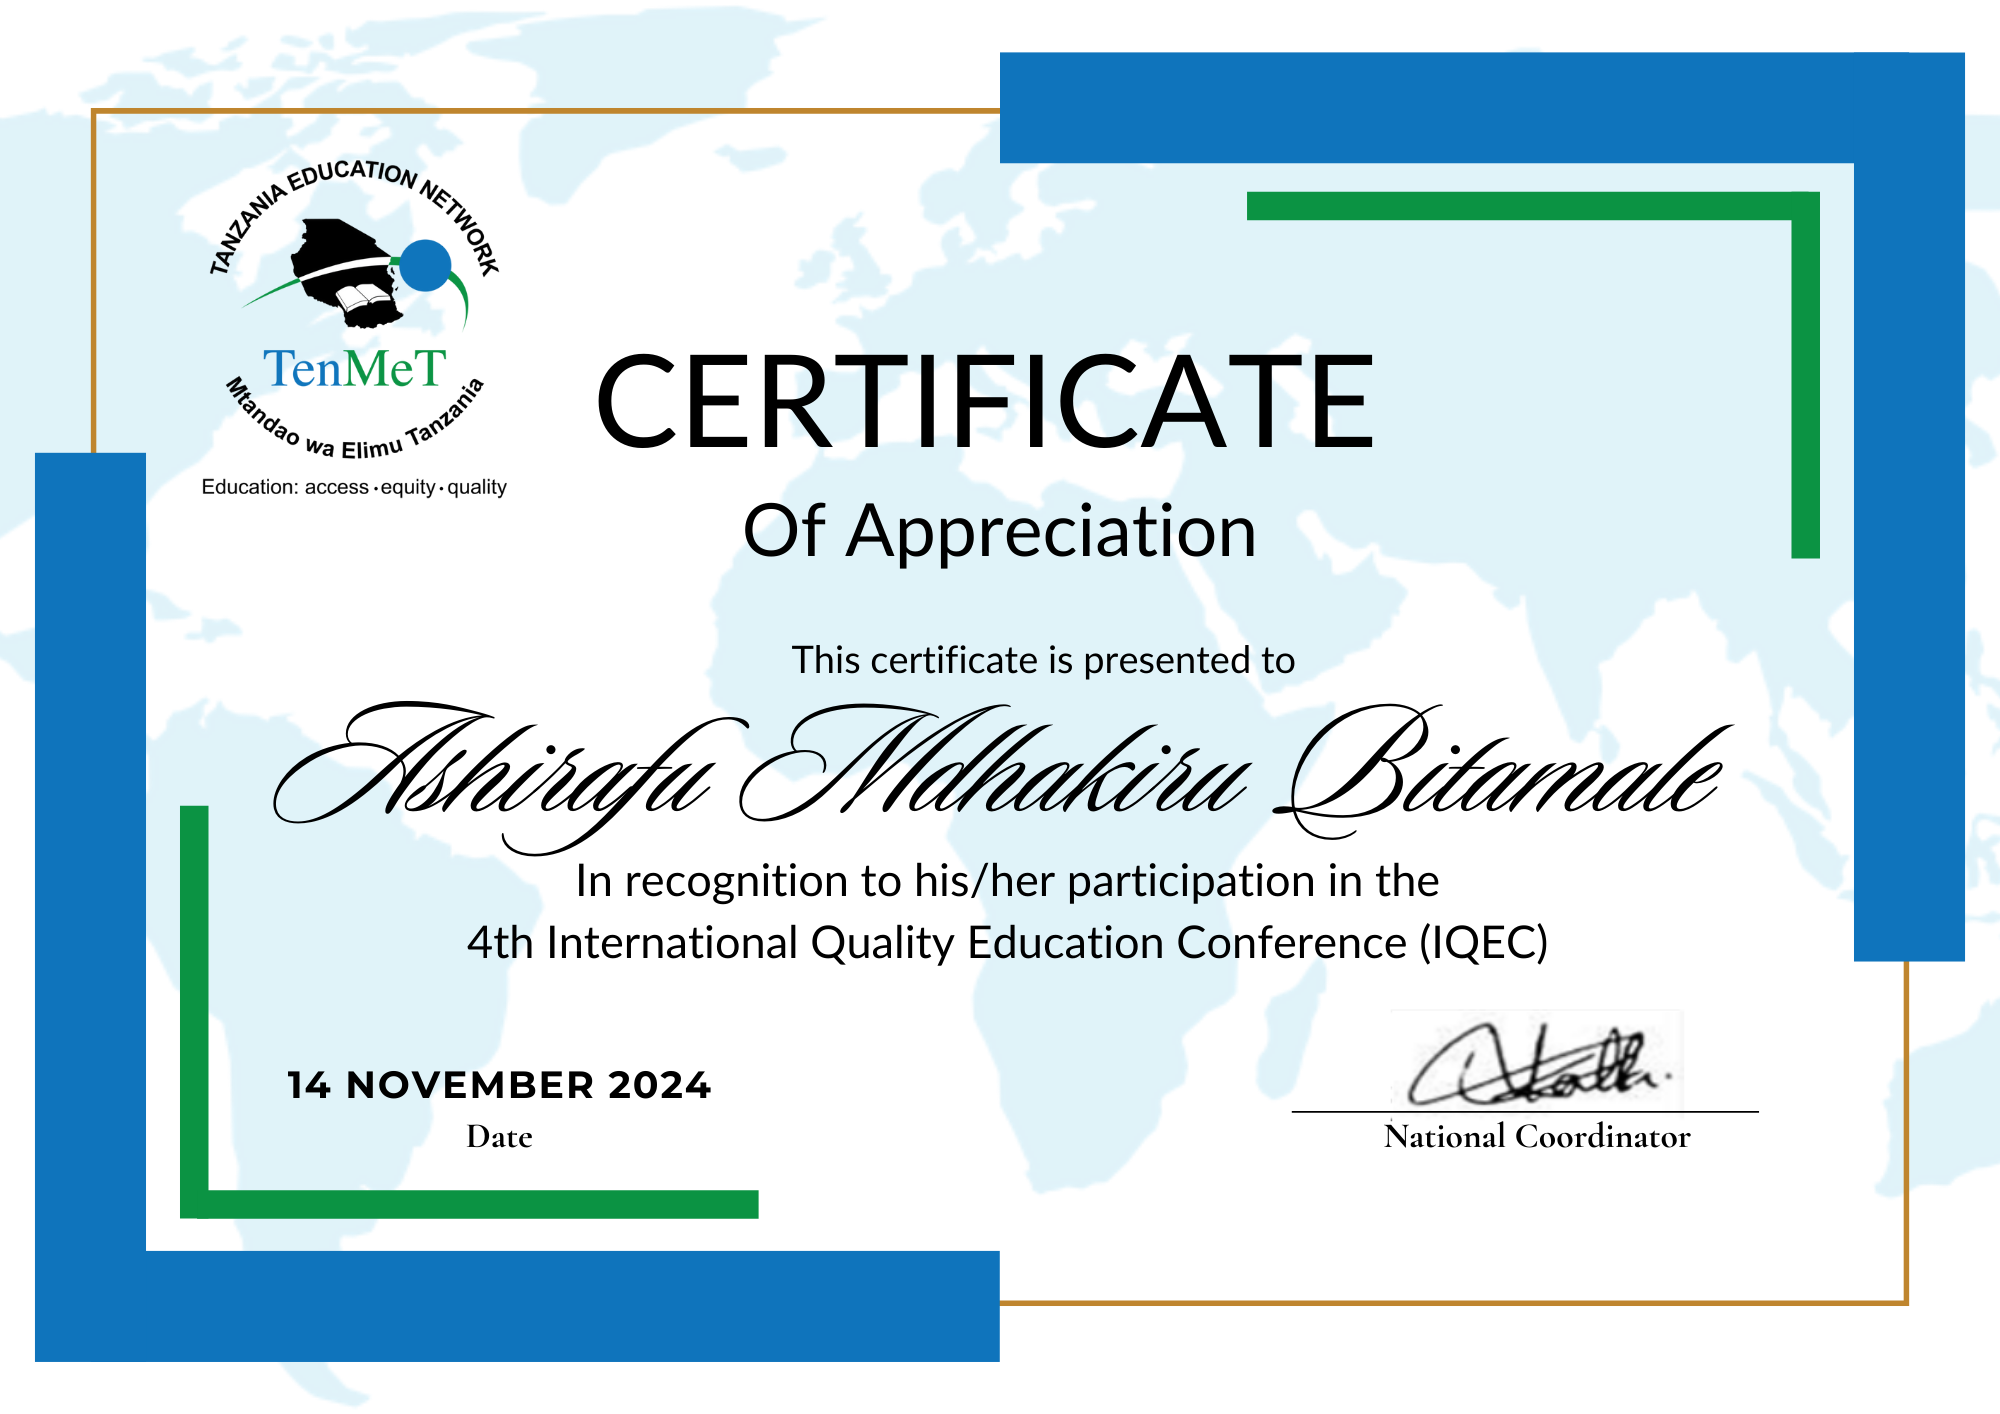 TANZANIA EDUCATION NETWORK
TenMeT
Mtandao wa Elimu Tanzania
Education: access • equity • quality
CERTIFICATE
Of Appreciation
This certificate is presented to
Ashirafu Mdhakiru Bitamale
In recognition to his/her participation in the
4th International Quality Education Conference (IQEC)
14 NOVEMBER 2024
Date
National Coordinator